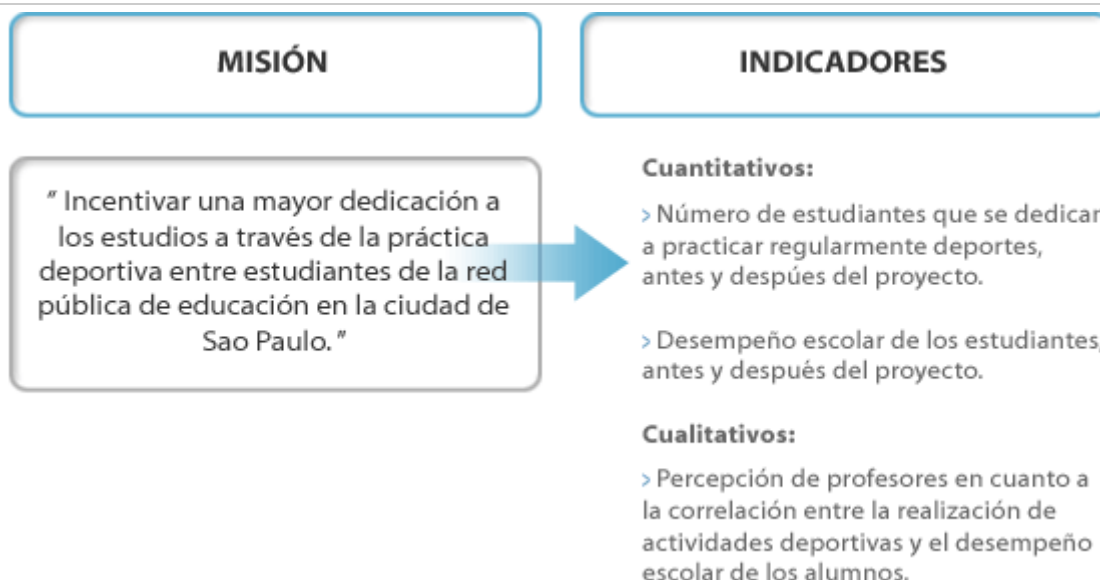 MISIÓN
INDICADORES
" Incentivar una mayor dedicación a
los estudios a través de la práctica
deportiva entre estudiantes de la red
pública de educación en la ciudad de
Sao Paulo. "
Cuantitativos:
> Número de estudiantes que se dedican
a practicar regularmente deportes,
antes y despúes del proyecto.
> Desempeño escolar de los estudiantes,
antes y después del proyecto.
Cualitativos:
> Percepción de profesores en cuanto a
la correlación entre la realización de
actividades deportivas y el desempeño
escolar de los alumnos.